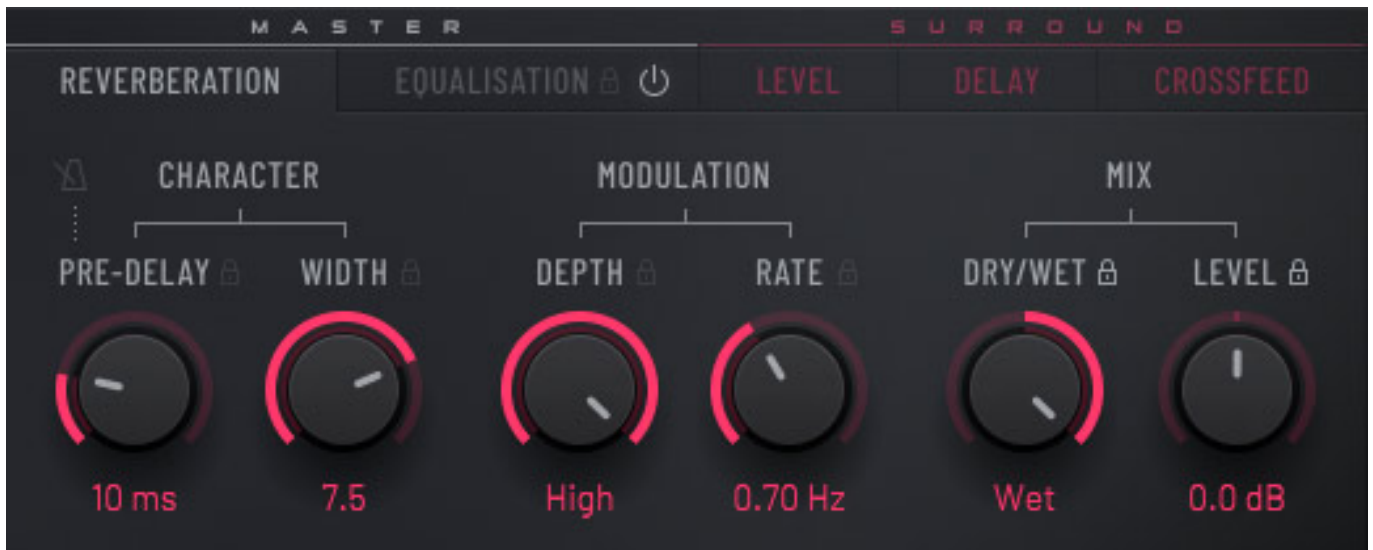 MASTER SURROUND
REVERBERATION EQUALISATION LEVEL DELAY CROSSFEED
CHARACTER MODULATION MIX
PRE-DELAY WIDTH DEPTH RATE DRY/WET LEVEL
10 ms 7.5 High 0.70 Hz Wet 0.0 dB